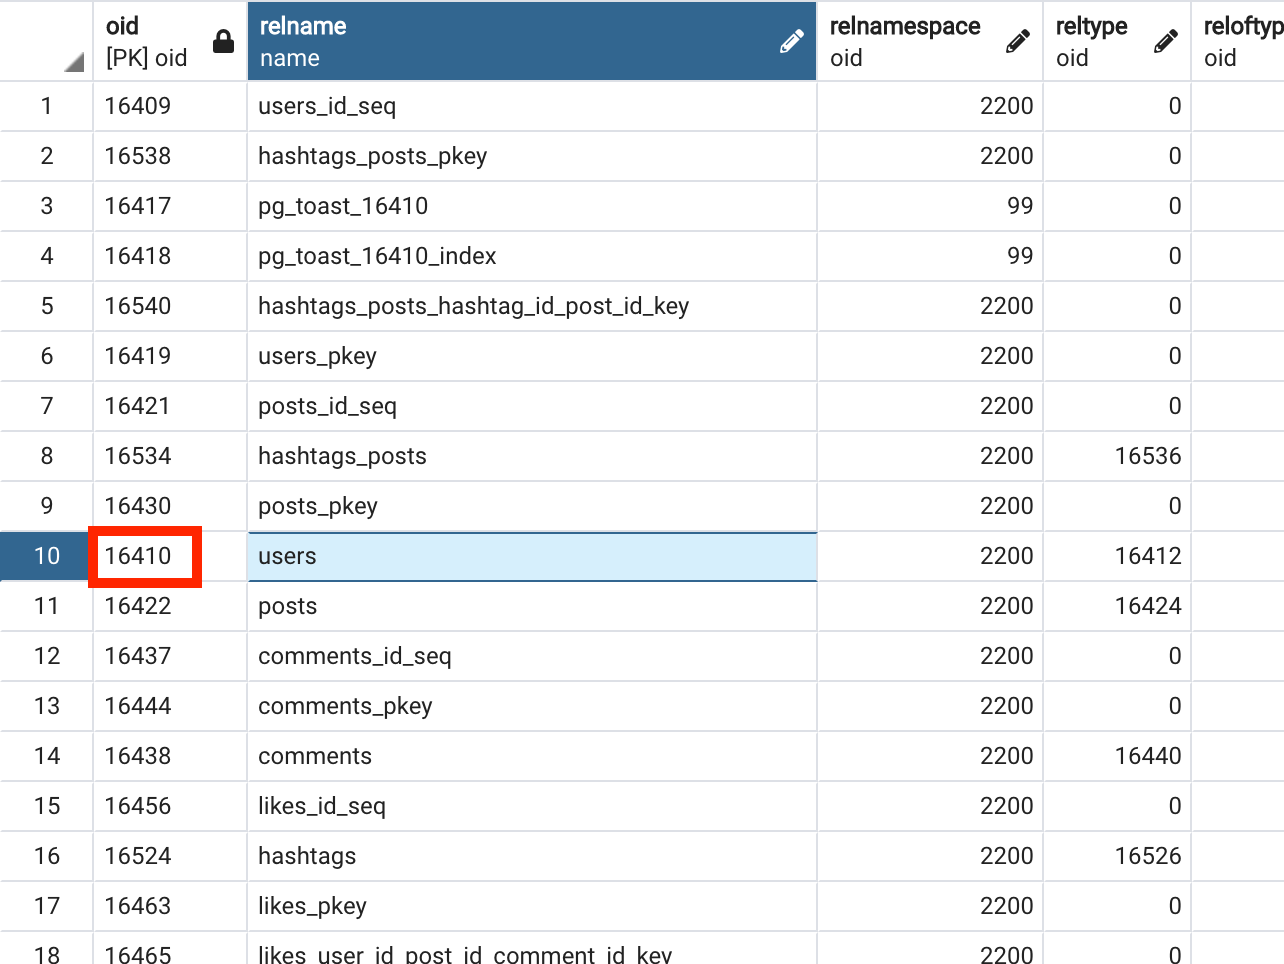 oid relname relnamespace reltype reloftyp
[PK] oid name oid oid oid
1 16409 users_id_seq 2200 0
2 16538 hashtags_posts_pkey 2200 0
3 16417 pg_toast_16410 99 0
4 16418 pg_toast_16410_index 99 0
5 16540 hashtags_posts_hashtag_id_post_id_key 2200 0
6 16419 users_pkey 2200 0
7 16421 posts_id_seq 2200 0
8 16534 hashtags_posts 2200 16536
9 16430 posts_pkey 2200 0
10 16410 users 2200 16412
11 16422 posts 2200 16424
12 16437 comments_id_seq 2200 0
13 16444 comments_pkey 2200 0
14 16438 comments 2200 16440
15 16456 likes_id_seq 2200 0
16 16524 hashtags 2200 16526
17 16463 likes_pkey 2200 0
18 16465 likes_user_id_post_id_comment_id_key 2200 0